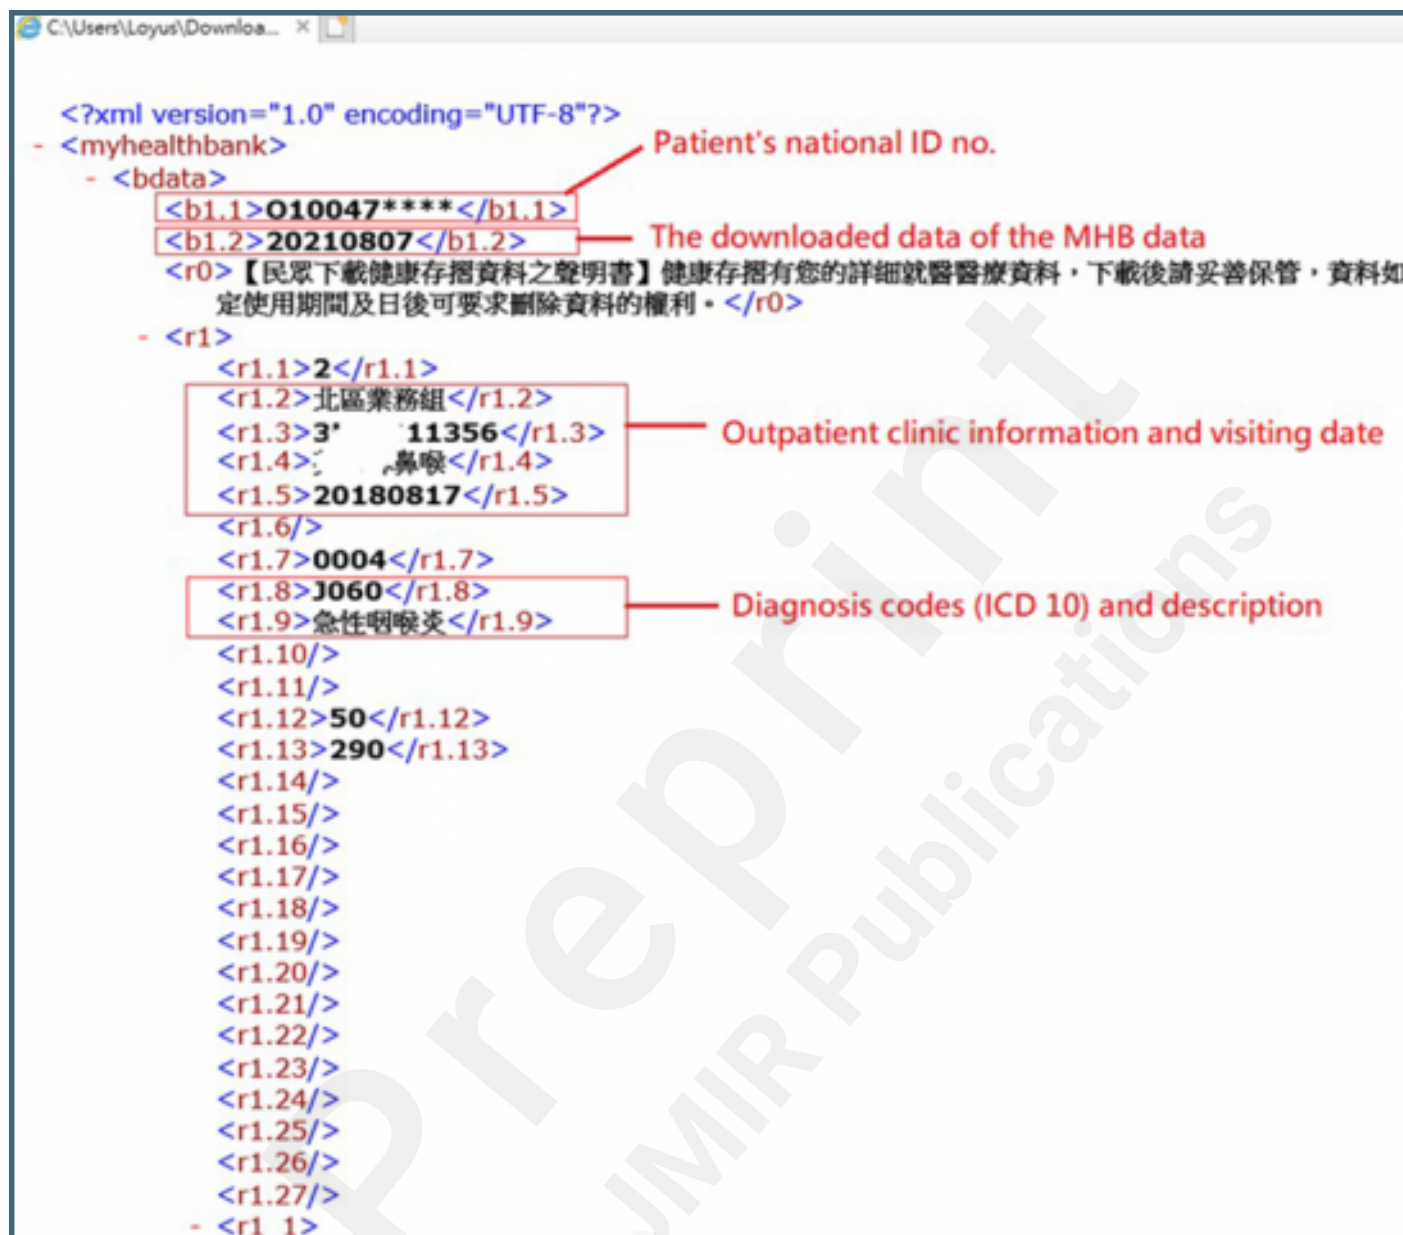 C:\Users\Loyus\Downloa...
<?xml version="1.0" encoding="UTF-8"?>
- <myhealthbank>
Patient's national ID no.
- <bdata>
<b1.1>O10047****</b1.1>
<b1.2>20210807</b1.2>
The downloaded data of the MHB data
<r0>【民眾下載健康存摺資料之聲明書】健康存摺有您的詳細就醫醫療資料，下載後請妥善保管，資料如
定使用期間及日後可要求刪除資料的權利。</r0>
- <r1>
<r1.1>2</r1.1>
<r1.2>北區業務組</r1.2>
<r1.3>3 11356</r1.3>
Outpatient clinic information and visiting date
<r1.4> 鼻喉</r1.4>
<r1.5>20180817</r1.5>
<r1.6/>
<r1.7>0004</r1.7>
<r1.8>J060</r1.8>
Diagnosis codes (ICD 10) and description
<r1.9>急性咽喉炎</r1.9>
<r1.10/>
<r1.11/>
<r1.12>50</r1.12>
<r1.13>290</r1.13>
<r1.14/>
<r1.15/>
<r1.16/>
<r1.17/>
<r1.18/>
<r1.19/>
<r1.20/>
<r1.21/>
<r1.22/>
<r1.23/>
<r1.24/>
<r1.25/>
<r1.26/>
<r1.27/>
- <r1_1>
Preprint
JMIR Publications